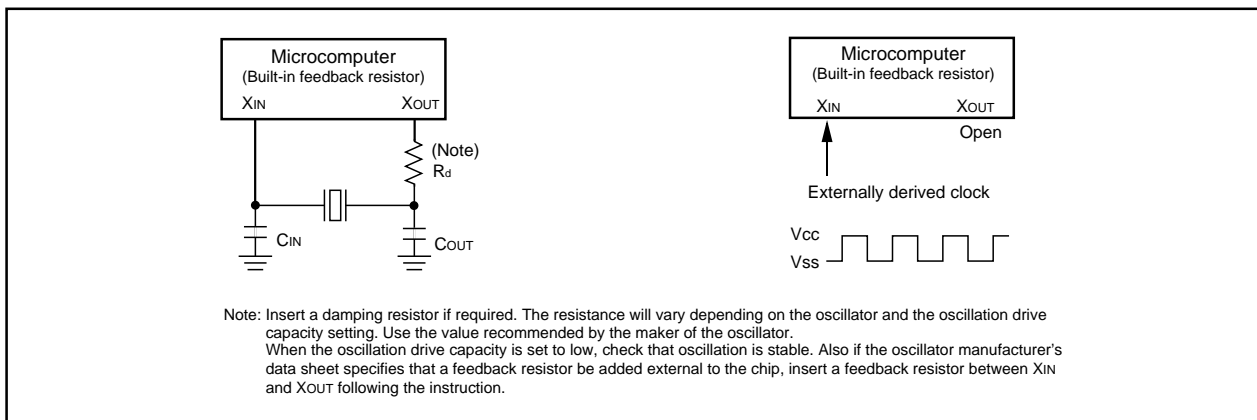 Microcomputer
(Built-in feedback resistor)
XIN XOUT
(Note)
Rd
CIN
COUT
Microcomputer
(Built-in feedback resistor)
XIN XOUT
Open
Externally derived clock
Vcc
Vss
Note: Insert a damping resistor if required. The resistance will vary depending on the oscillator and the oscillation drive
capacity setting. Use the value recommended by the maker of the oscillator.
When the oscillation drive capacity is set to low, check that oscillation is stable. Also if the oscillator manufacturer's
data sheet specifies that a feedback resistor be added external to the chip, insert a feedback resistor between XIN
and XOUT following the instruction.